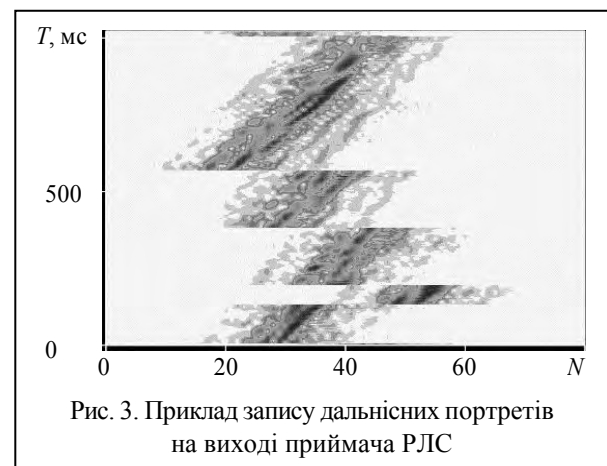 T, мс
500
0
0
20
40
60
N
Рис. 3. Приклад запису дальнісних портретів
на виході приймача РЛС